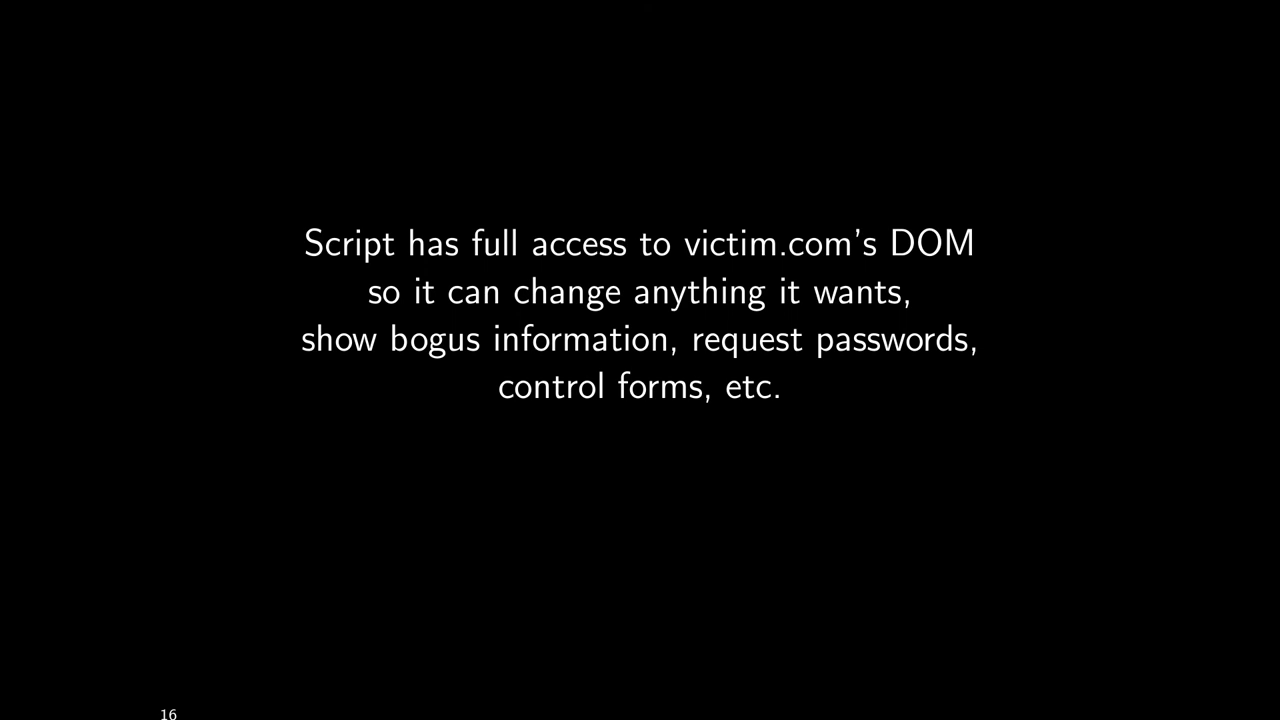 Script has full access to victim.com's DOM
so it can change anything it wants,
show bogus information, request passwords,
control forms, etc.
16